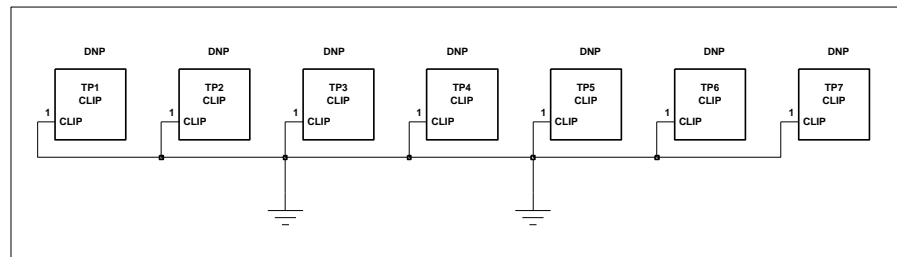 DNP DNP DNP DNP DNP DNP DNP
TP1 TP2 TP3 TP4 TP5 TP6 TP7
CLIP CLIP CLIP CLIP CLIP CLIP CLIP
1 1 1 1 1 1 1
CLIP CLIP CLIP CLIP CLIP CLIP CLIP